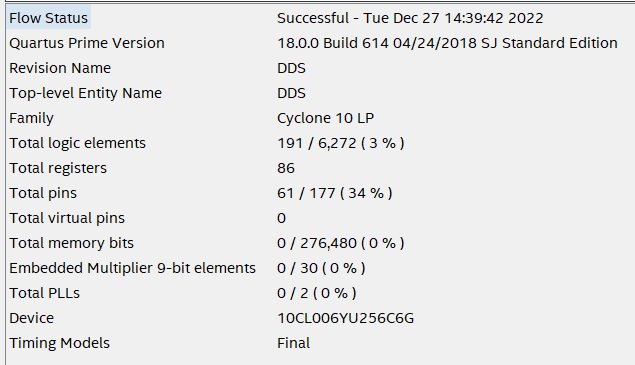 Flow Status Successful - Tue Dec 27 14:39:42 2022
Quartus Prime Version 18.0.0 Build 614 04/24/2018 SJ Standard Edition
Revision Name DDS
Top-level Entity Name DDS
Family Cyclone 10 LP
Total logic elements 191 / 6,272 ( 3 % )
Total registers 86
Total pins 61 / 177 ( 34 % )
Total virtual pins 0
Total memory bits 0 / 276,480 ( 0 % )
Embedded Multiplier 9-bit elements 0 / 30 ( 0 % )
Total PLLs 0 / 2 ( 0 % )
Device 10CL006YU256C6G
Timing Models Final